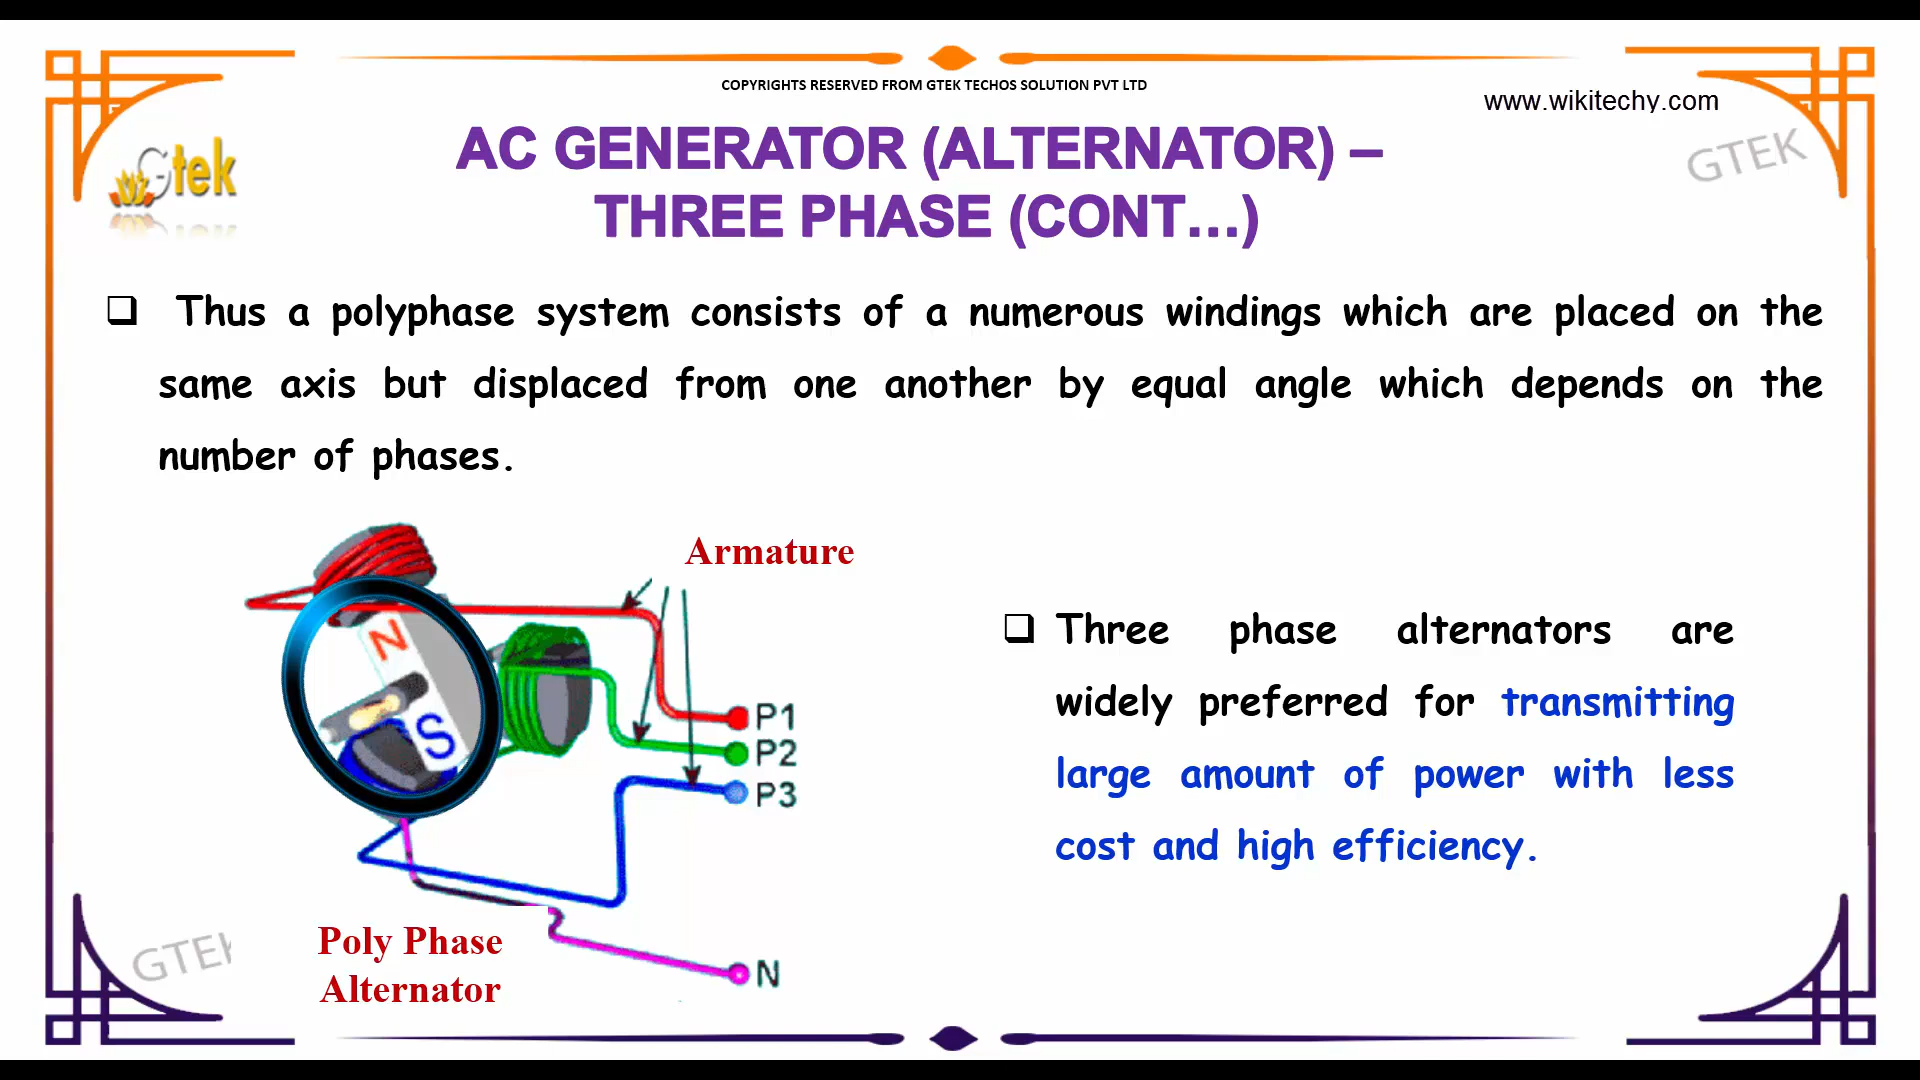 COPYRIGHTS RESERVED FROM GTEK TECHOS SOLUTION PVT LTD
www.wikitechy.com
Gtek
GTEK
AC GENERATOR (ALTERNATOR) –
THREE PHASE (CONT...)
Thus a polyphase system consists of a numerous windings which are placed on the
same axis but displaced from one another by equal angle which depends on the
number of phases.
Armature
N
S
P1
P2
P3
N
Poly Phase
Alternator
Three phase alternators are
widely preferred for transmitting
large amount of power with less
cost and high efficiency.
GTEK